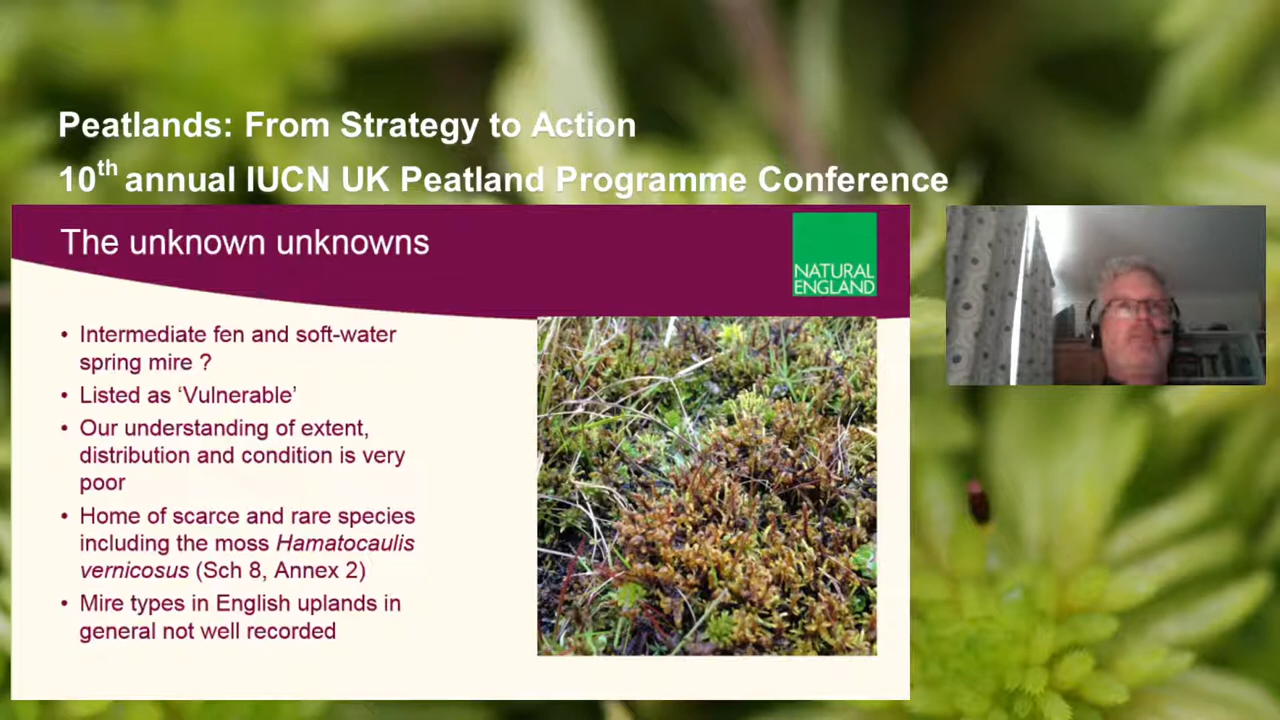 Peatlands: From Strategy to Action
10th annual IUCN UK Peatland Programme Conference
The unknown unknowns
NATURAL
ENGLAND
• Intermediate fen and soft-water
spring mire ?
• Listed as ‘Vulnerable’
• Our understanding of extent,
distribution and condition is very
poor
• Home of scarce and rare species
including the moss Hamatocaulis
vernicosus (Sch 8, Annex 2)
• Mire types in English uplands in
general not well recorded